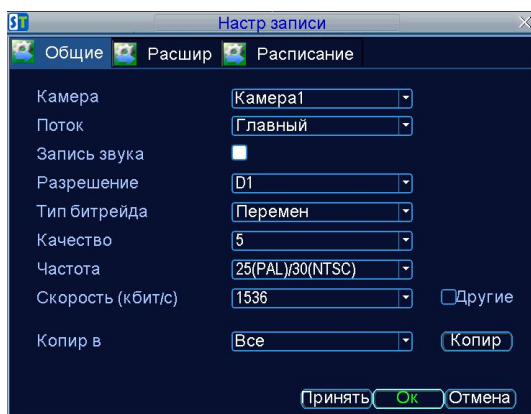 ST Настр записи
Общие Расшир Расписание
Камера Камера1
Поток Главный
Запись звука
Разрешение D1
Тип битрейда Перемен
Качество 5
Частота 25(PAL)/30(NTSC)
Скорость (кбит/с) 1536 Другие
Копир в Все Копир
Принять Ок Отмена